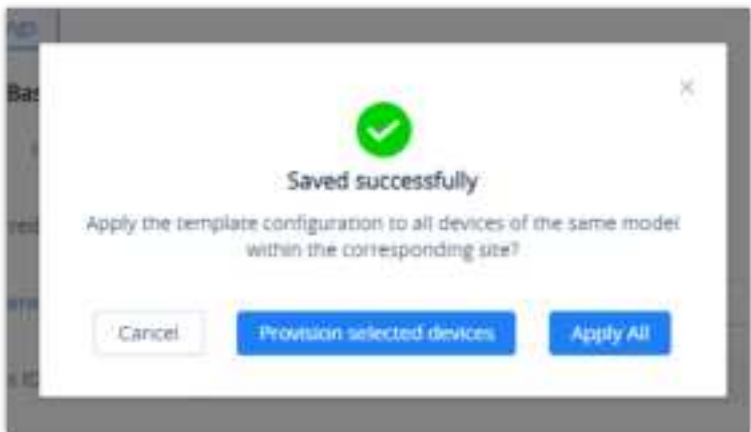 Bas
×
Saved successfully
Apply the template configuration to all devices of the same model
within the corresponding site?
Cancel
Provision selected devices
Apply All